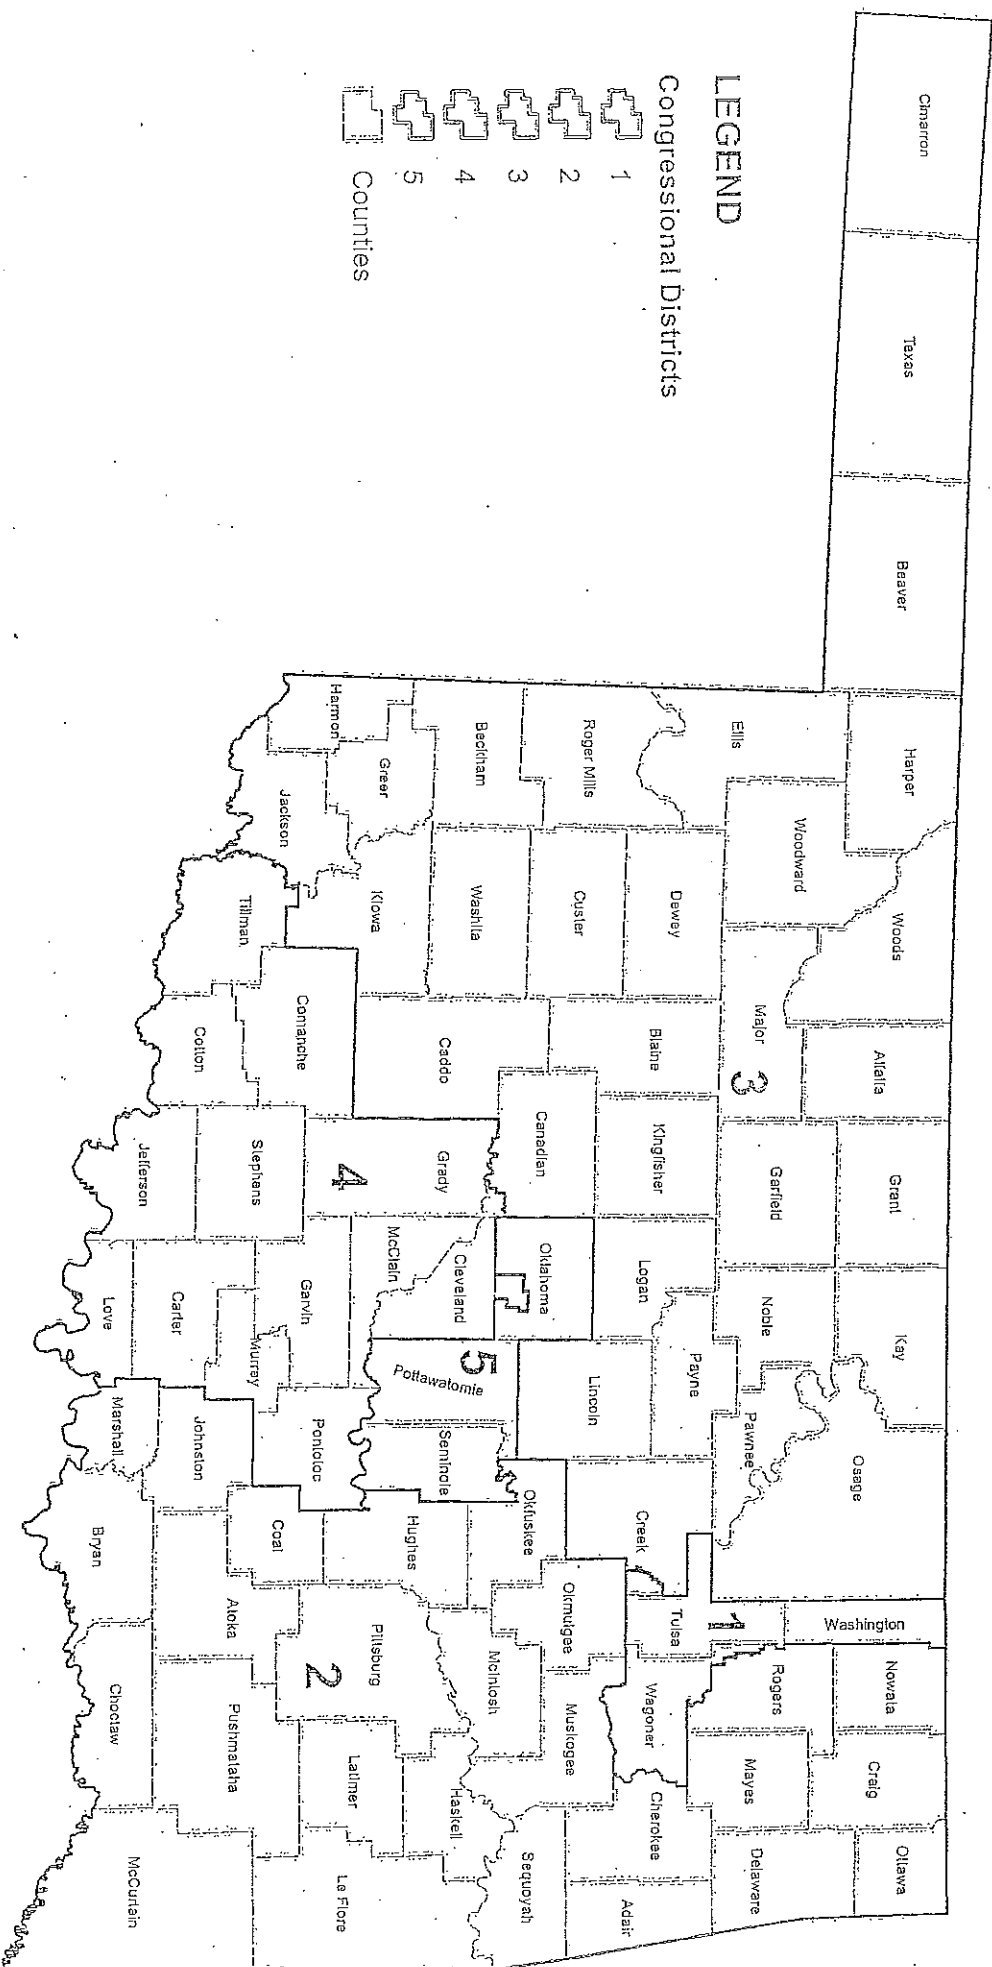 LEGEND
Congressional Districts
1
2
3
4
5
Counties
Cimarron
Texas
Beaver
Harper
Woods
Alfalfa
Grant
Kay
Osage
Washington
Nowata
Craig
Ottawa
Ellis
Woodward
Major
3
Garfield
Noble
Pawnee
1
Rogers
Mayes
Delaware
Roger Mills
Dewey
Custer
Blaine
Kingfisher
Logan
Payne
Creek
Tulsa
Wagoner
Cherokee
Adair
Beckham
Washita
Caddo
Canadian
Oklahoma
Lincoln
Okfuskee
Okmulgee
Muskogee
Sequoyah
Harmon
Greer
Kiowa
Jackson
Tillman
Comanche
Cotton
Grady
4
McClain
Cleveland
5
Pottawatomie
Seminole
Hughes
McIntosh
Haskell
Stephens
Garvin
Murray
Pontotoc
Coal
Pittsburg
2
Latimer
Le Flore
Jefferson
Carter
Love
Johnston
Marshall
Atoka
Bryan
Pushmataha
Choctaw
McCurtain